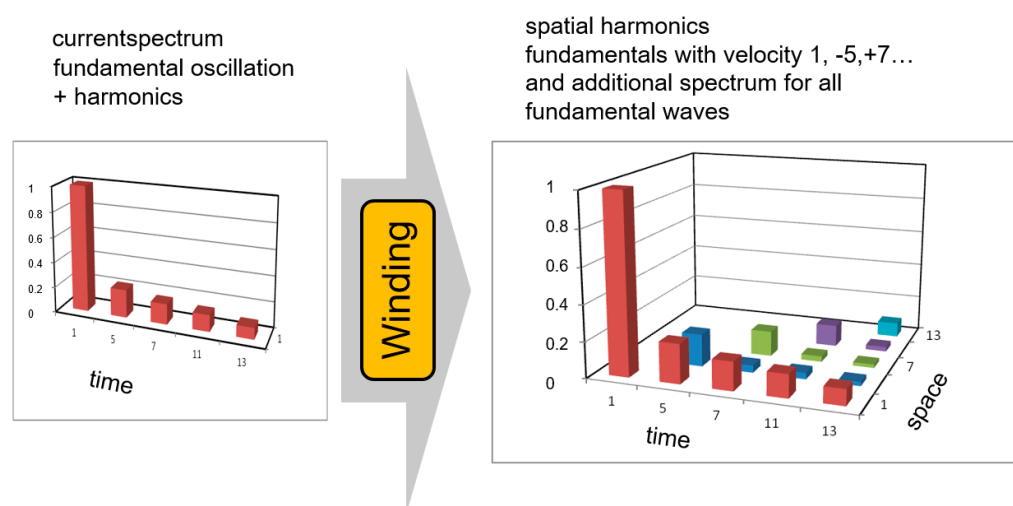 currentspectrum
fundamental oscillation
+ harmonics
spatial harmonics
fundamentals with velocity 1, -5,+7…
and additional spectrum for all
fundamental waves
1
0.8
0.6
0.4
0.2
0
1
5
7
11
13
1
time
Winding
1
0.8
0.6
0.4
0.2
0
1
5
7
11
13
1
7
13
time
space